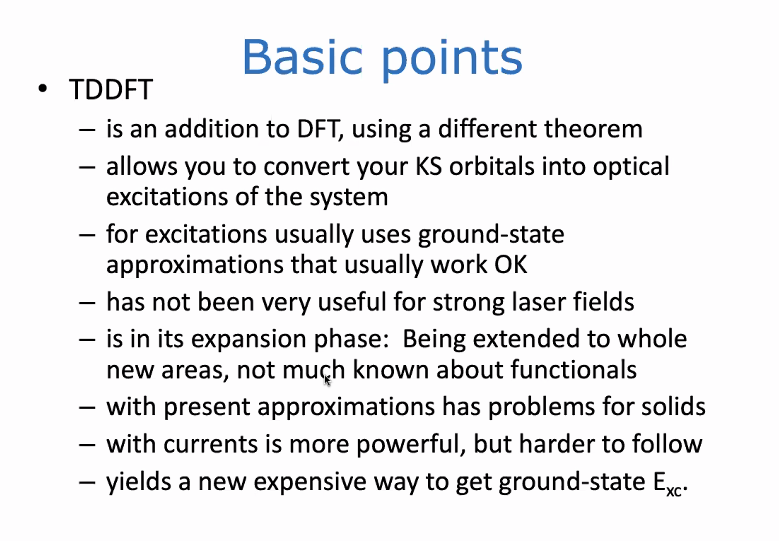 Basic points
• TDDFT
– is an addition to DFT, using a different theorem
– allows you to convert your KS orbitals into optical
excitations of the system
– for excitations usually uses ground-state
approximations that usually work OK
– has not been very useful for strong laser fields
– is in its expansion phase:  Being extended to whole
new areas, not much known about functionals
– with present approximations has problems for solids
– with currents is more powerful, but harder to follow
– yields a new expensive way to get ground-state Exc.